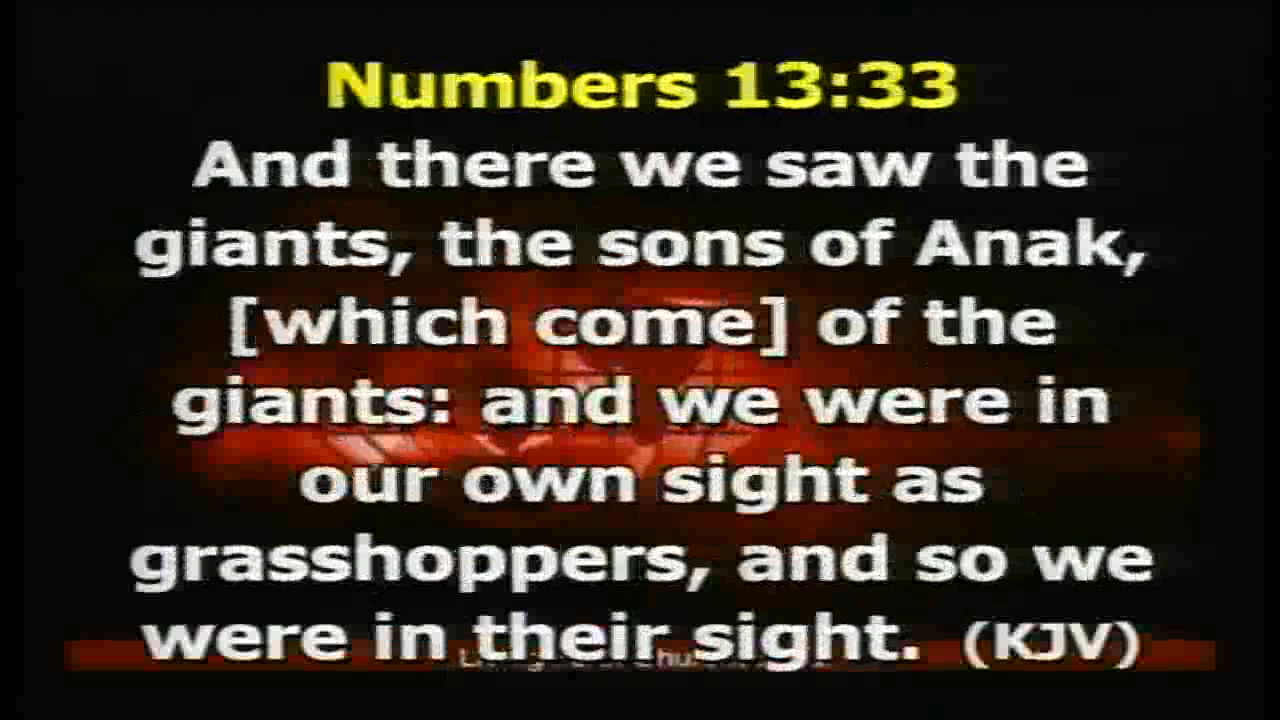 Numbers 13:33
And there we saw the
giants, the sons of Anak,
[which come] of the
giants: and we were in
our own sight as
grasshoppers, and so we
were in their sight. (KJV)